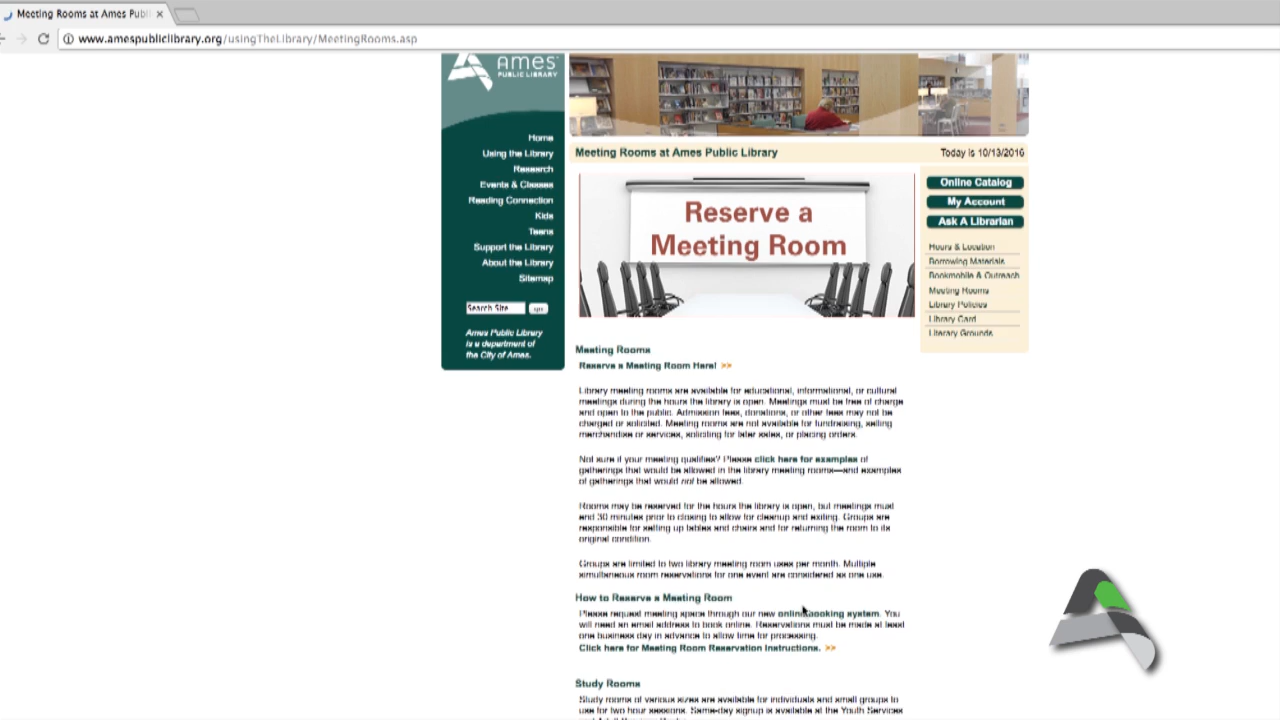 Meeting Rooms at Ames Publ
www.amespubliclibrary.org/usingTheLibrary/MeetingRooms.asp
AMES
PUBLIC LIBRARY
Home
Using the Library
Research
Events & Classes
Reading Connection
Kids
Teens
Support the Library
About the Library
Sitemap
Search Site
go
Ames Public Library
is a department of
the City of Ames.
Meeting Rooms at Ames Public Library
Today is 10/13/2016
Reserve a
Meeting Room
Online Catalog
My Account
Ask A Librarian
Hours & Location
Borrowing Materials
Bookmobile & Outreach
Meeting Rooms
Library Policies
Library Card
Literary Grounds
Meeting Rooms
Reserve a Meeting Room Here! >>
Library meeting rooms are available for educational, informational, or cultural
meetings during the hours the library is open. Meetings must be free of charge
and open to the public. Admission fees, donations, or other fees may not be
charged or solicited. Meeting rooms are not available for fundraising, selling
merchandise or services, soliciting for later sales, or placing orders.
Not sure if your meeting qualifies? Please click here for examples of
gatherings that would be allowed in the library meeting rooms—and examples
of gatherings that would not be allowed.
Rooms may be reserved for the hours the library is open, but meetings must
end 30 minutes prior to closing to allow for cleanup and exiting. Groups are
responsible for setting up tables and chairs and for returning the room to its
original condition.
Groups are limited to two library meeting room uses per month. Multiple
simultaneous room reservations for one event are considered as one use.
How to Reserve a Meeting Room
Please request meeting space through our new online booking system. You
will need an email address to book online. Reservations must be made at least
one business day in advance to allow time for processing.
Click here for Meeting Room Reservation Instructions. >>
Study Rooms
Study rooms of various sizes are available for individuals and small groups to
use for two hour sessions. Same-day signup is available at the Youth Services